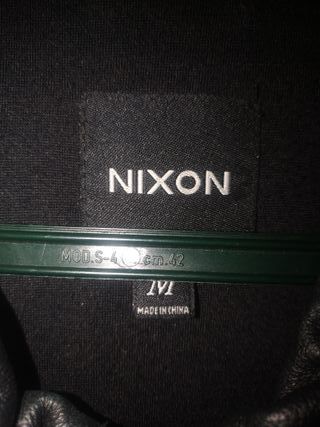 NIXON
MOD.S-4 cm.42
M
MADE IN CHINA